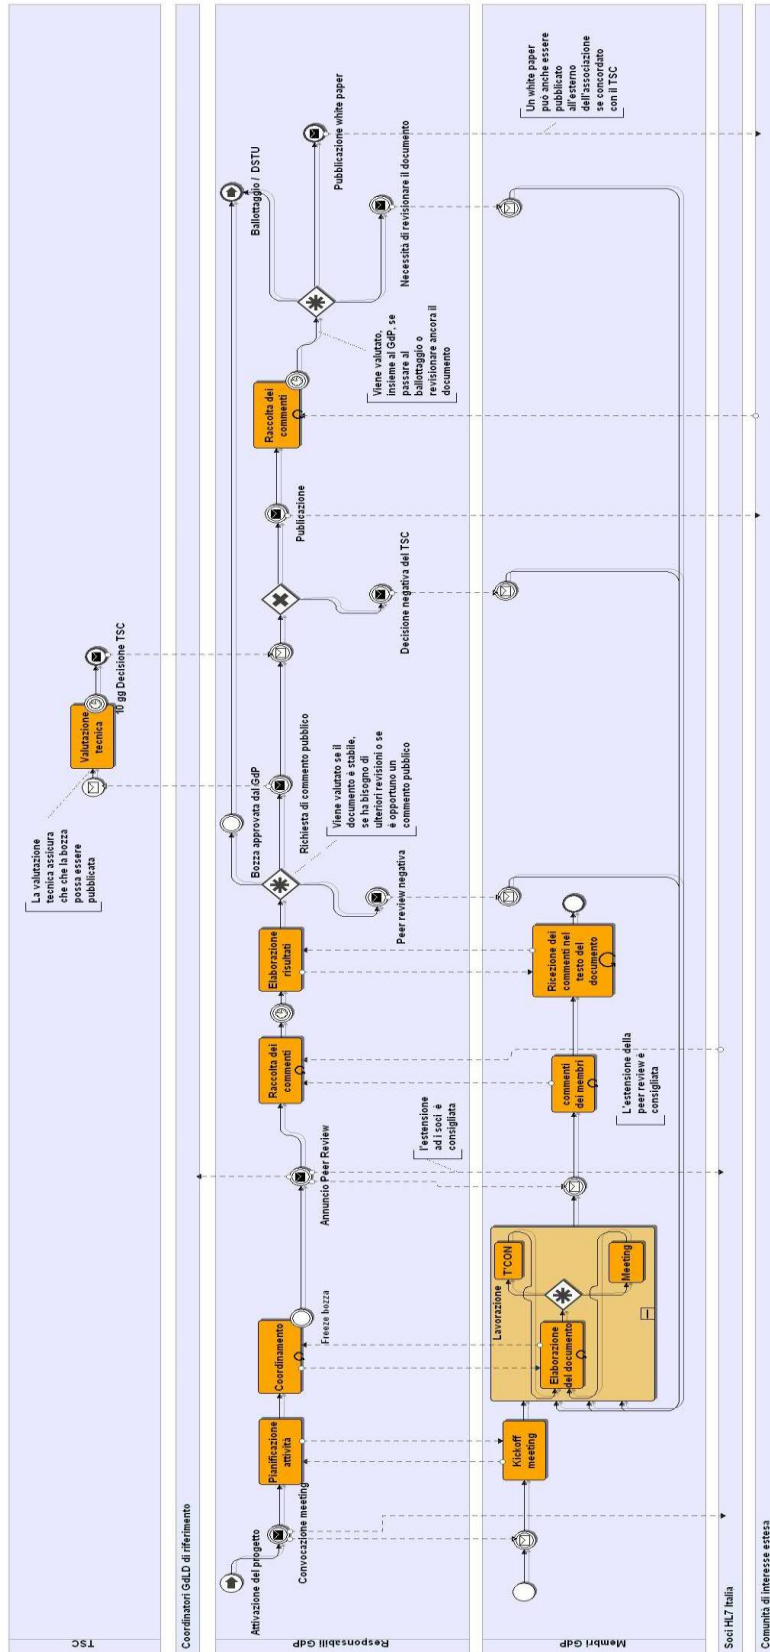 TSC
La valutazione
tecnica assicura
che che la bozza
possa essere
pubblicata
Valutazione
tecnica
10 gg Decisione TSC
Coordinatori GdLD di riferimento
Responsabili GdP
Attivazione del progetto
Convocazione meeting
Pianificazione
attività
Coordinamento
Freeze bozza
Annuncio Peer Review
Raccolta dei
commenti
Elaborazione
risultati
Peer review negativa
Bozza approvata dal GdP
Richiesta di commento pubblico
Viene valutato se il
documento è stabile,
se ha bisogno di
ulteriori revisioni o se
è opportuno un
commento pubblico
Decisione negativa del TSC
Publicazione
Raccolta dei
commenti
Viene valutato,
insieme al GdP, se
passare al
ballottaggio o
revisionare ancora il
documento
Ballottaggio / DSTU
Pubblicazione white paper
Necessità di revisionare il documento
Membri GdP
Kickoff
meeting
Lavorazione
Elaborazione
del documento
T'CON
Meeting
l'estensione
ad i soci è
consigliata
commenti
dei membri
L'estensione della
peer review è
consigliata
Ricezione dei
commenti nel
testo del
documento
Un white paper
può anche essere
pubblicato
all'esterno
dell'associazione
se concordato
con il TSC
Soci HL7 Italia
Comunità di interesse estesa